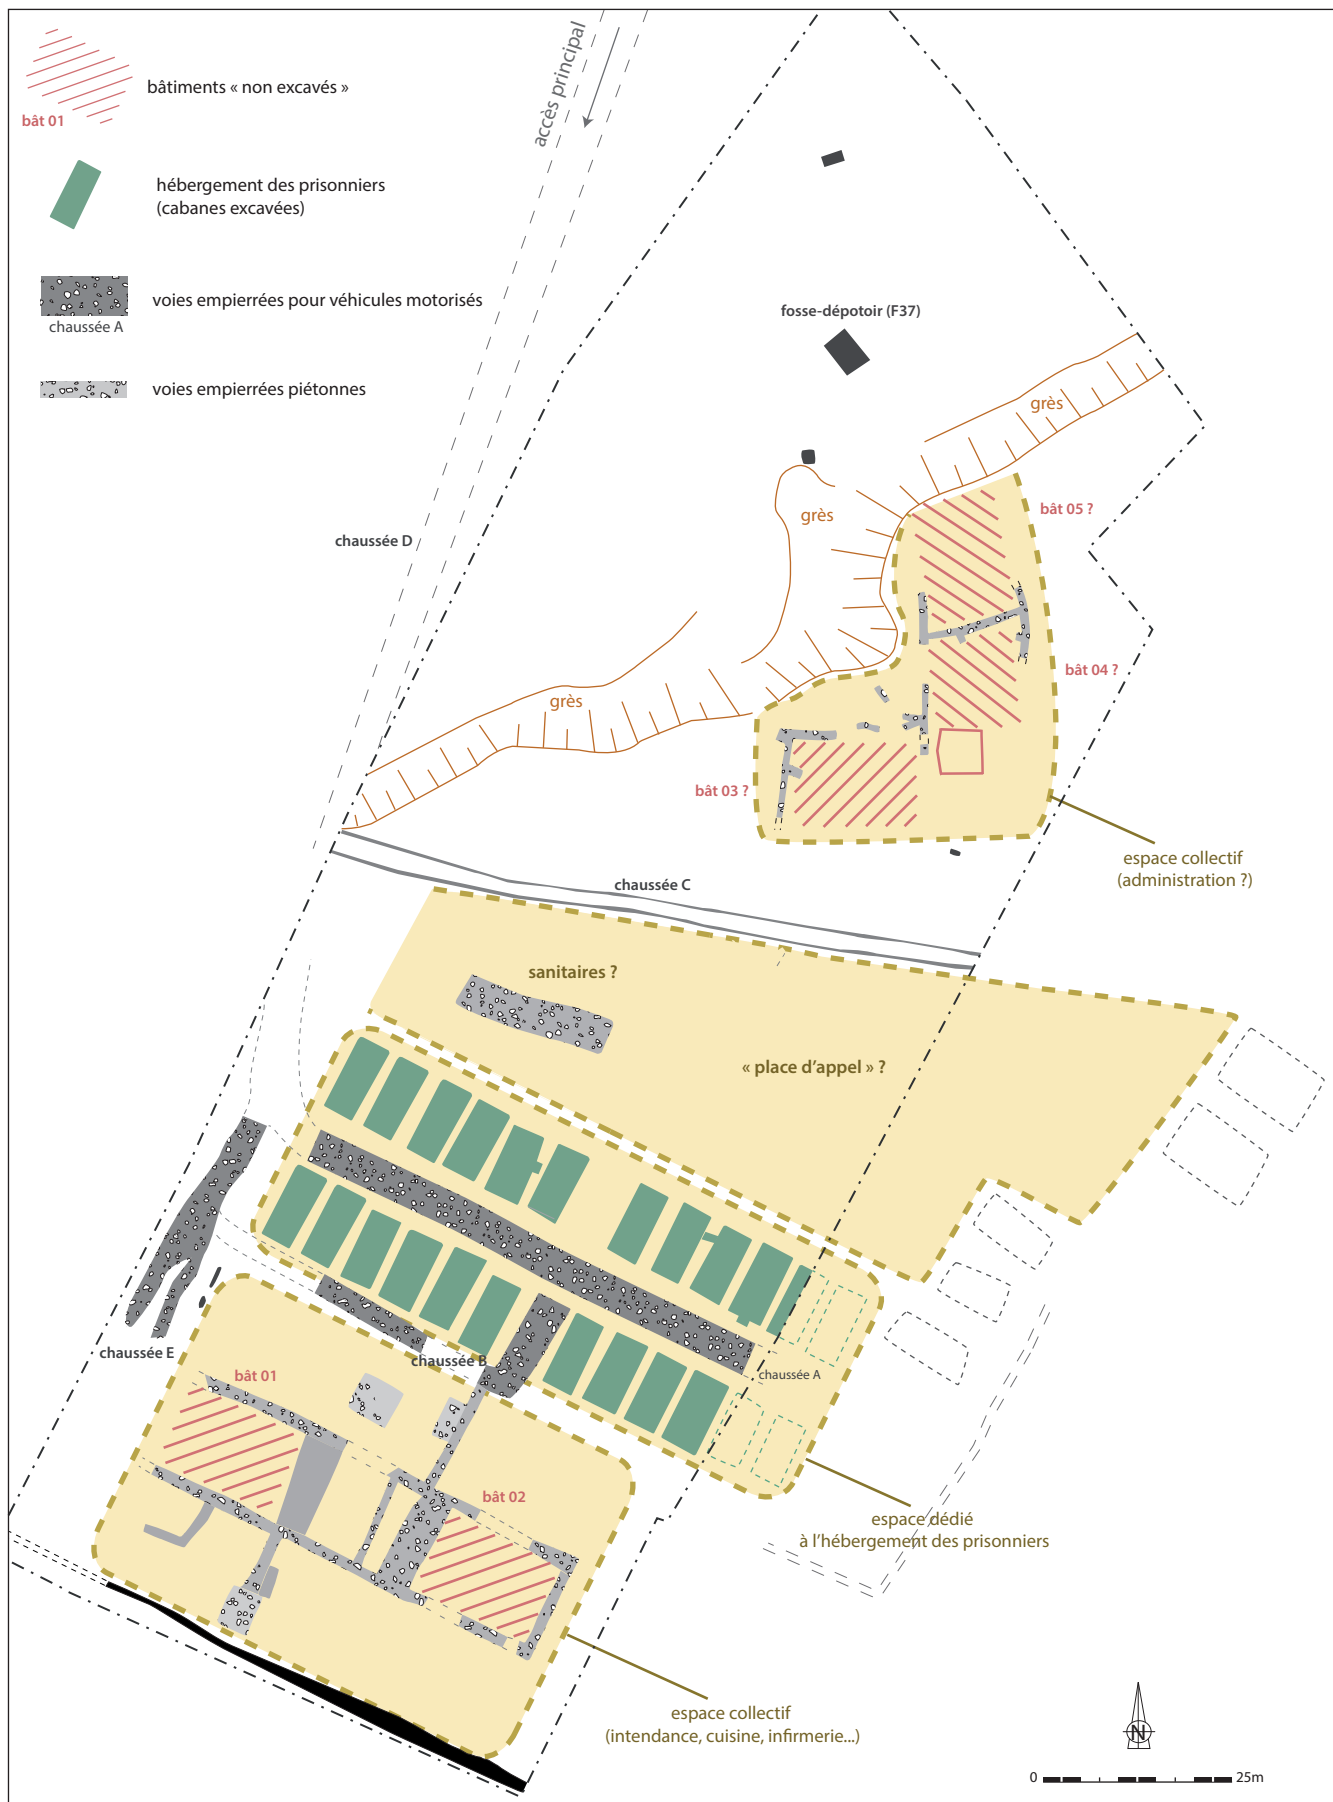 bâtiments « non excavés »
bât 01
hébergement des prisonniers
(cabanes excavées)
voies empierrées pour véhicules motorisés
chaussée A
voies empierrées piétonnes
accès principal
fosse-dépotoir (F37)
grès
grès
bât 05 ?
chaussée D
bât 04 ?
grès
bât 03 ?
espace collectif
(administration ?)
chaussée C
sanitaires ?
« place d'appel » ?
chaussée E
chaussée B
chaussée A
bât 01
bât 02
espace dédié
à l'hébergement des prisonniers
espace collectif
(intendance, cuisine, infirmerie...)
N
0 25m